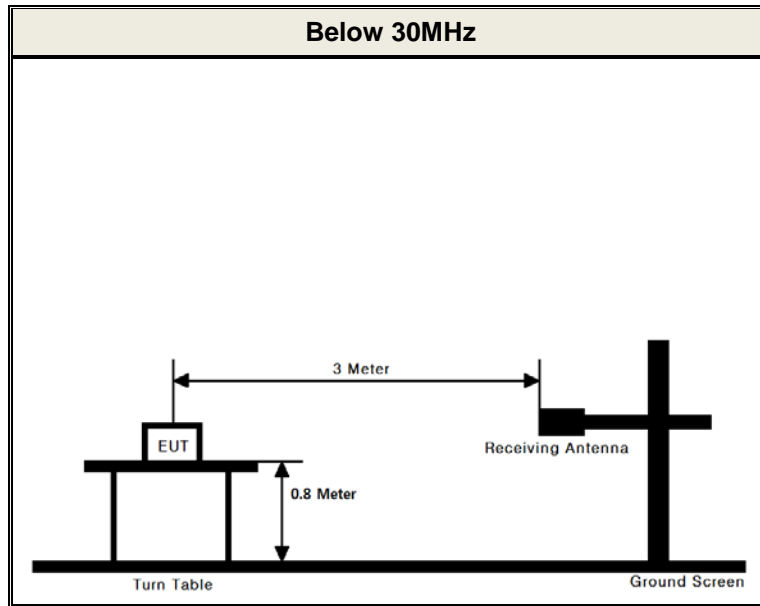 Below 30MHz
3 Meter
EUT
Receiving Antenna
0.8 Meter
Turn Table
Ground Screen